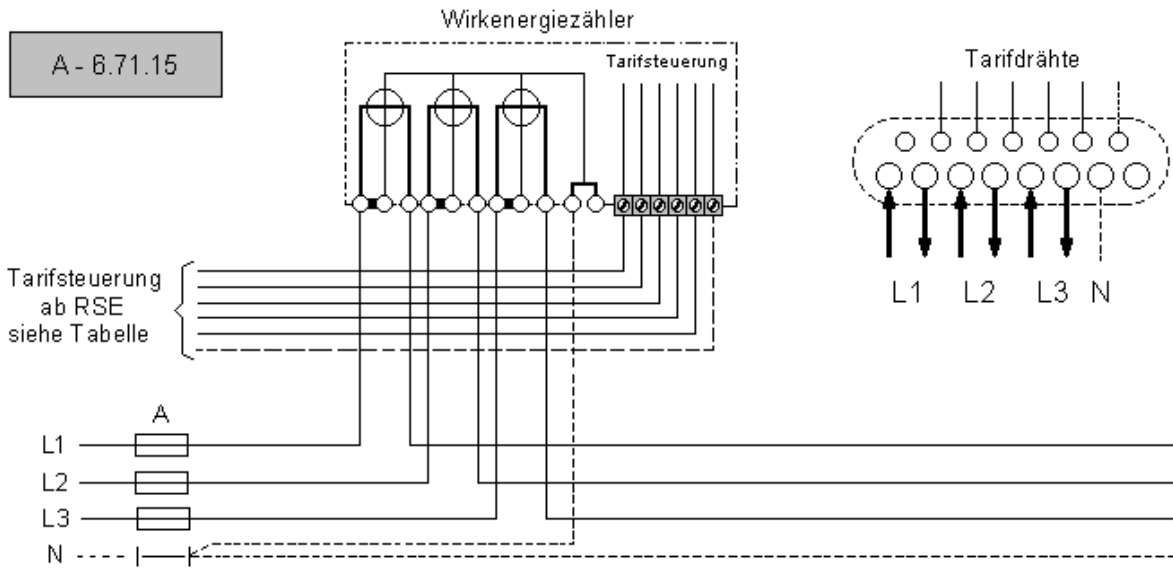 Wirkenergiezähler
A - 6.71.15
Tarifsteuerung
Tarifdrähte
Tarifsteuerung
ab RSE
siehe Tabelle
L1 L2 L3 N
A
L1
L2
L3
N